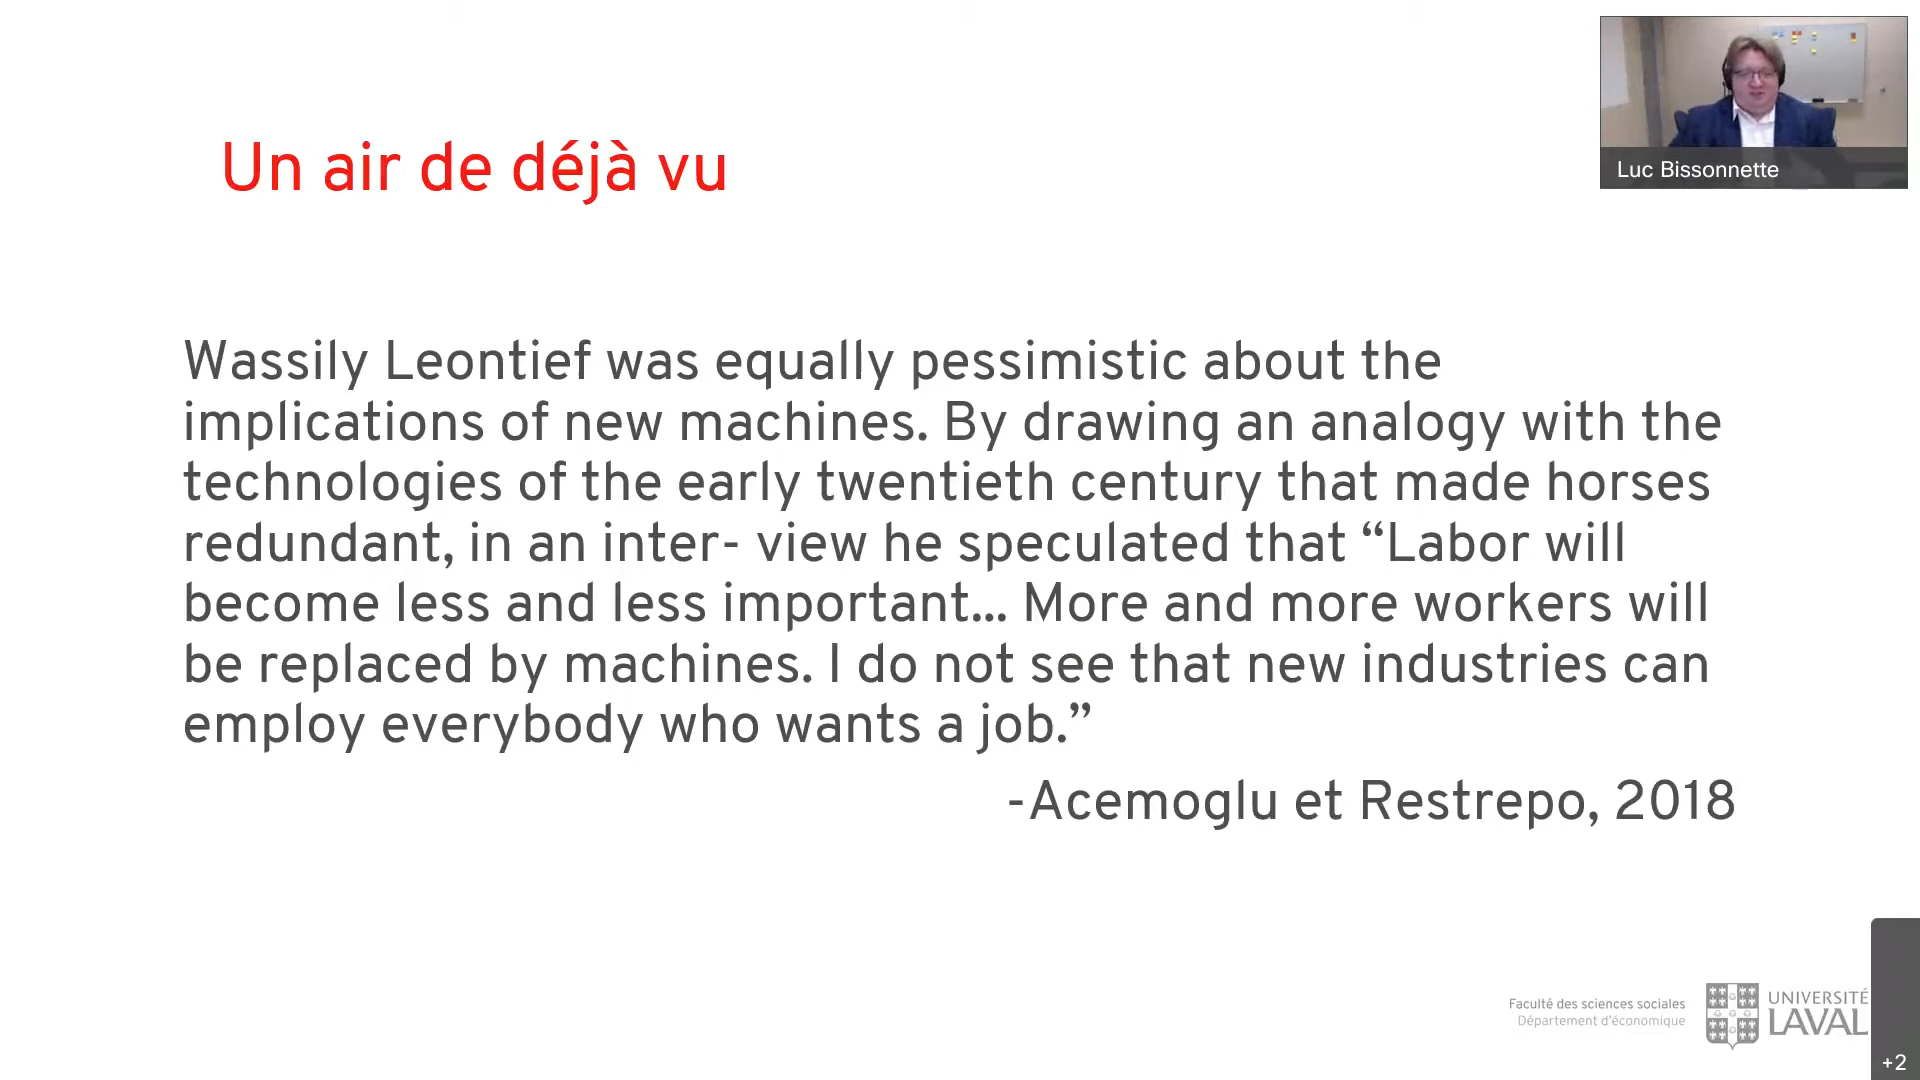 Un air de déjà vu
Luc Bissonnette
Wassily Leontief was equally pessimistic about the
implications of new machines. By drawing an analogy with the
technologies of the early twentieth century that made horses
redundant, in an inter- view he speculated that “Labor will
become less and less important... More and more workers will
be replaced by machines. I do not see that new industries can
employ everybody who wants a job.”
-Acemoglu et Restrepo, 2018
Faculté des sciences sociales
Département d'économique
UNIVERSITÉ
LAVAL
+2